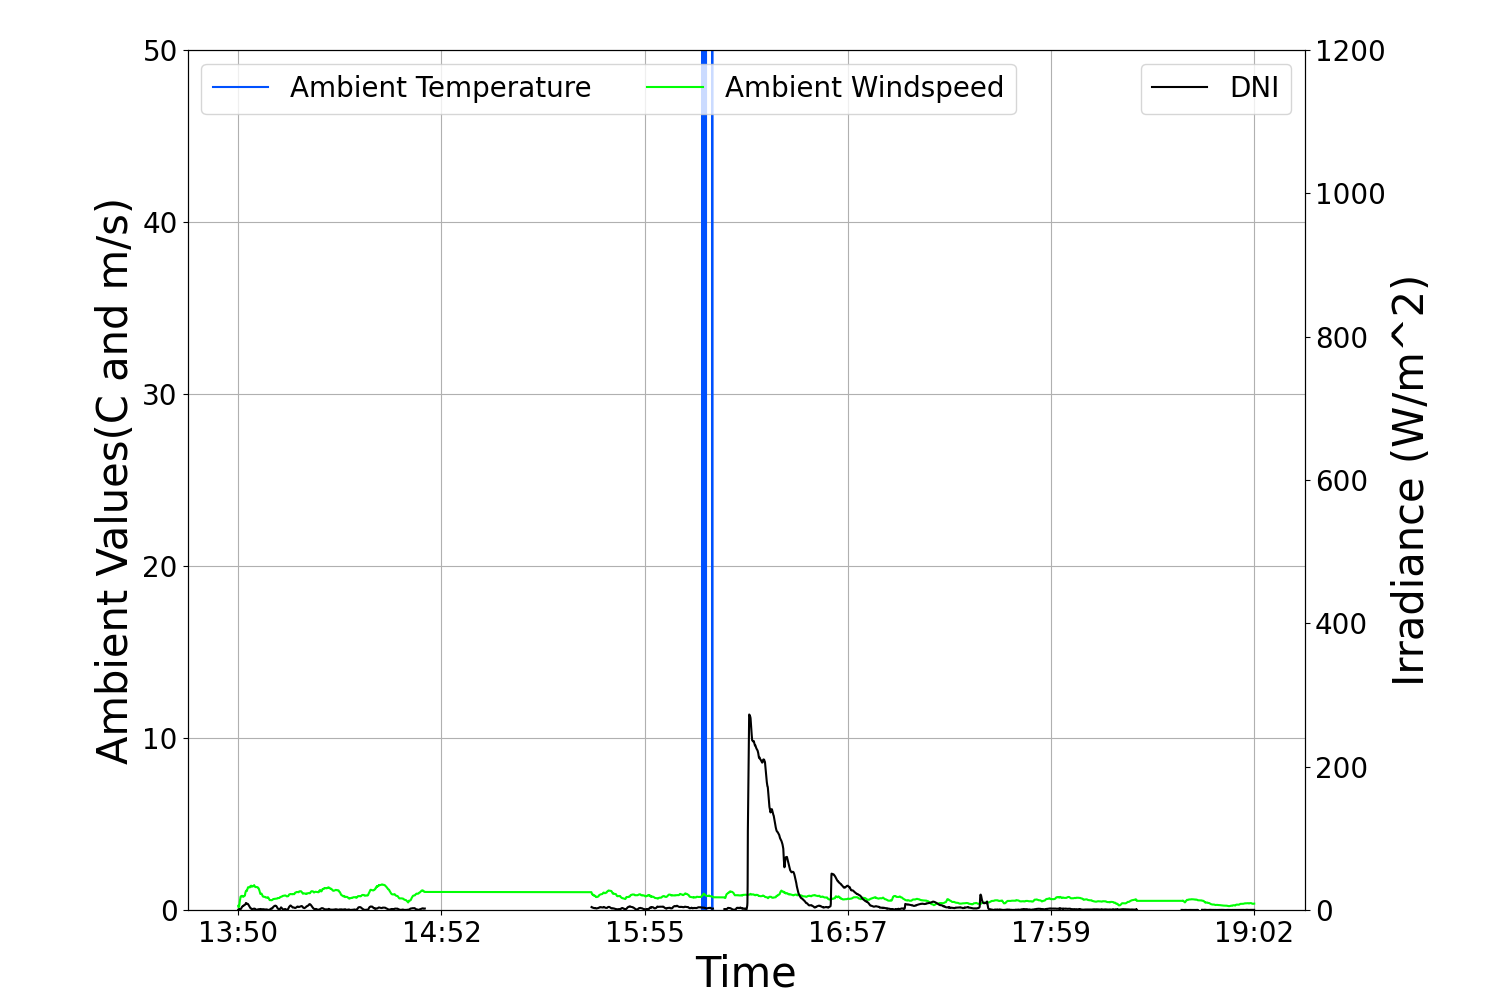 Ambient Temperature
Ambient Windspeed
DNI
50
40
30
20
10
0
Ambient Values(C and m/s)
1200
1000
800
600
400
200
0
Irradiance (W/m^2)
13:50 14:52 15:55 16:57 17:59 19:02
Time